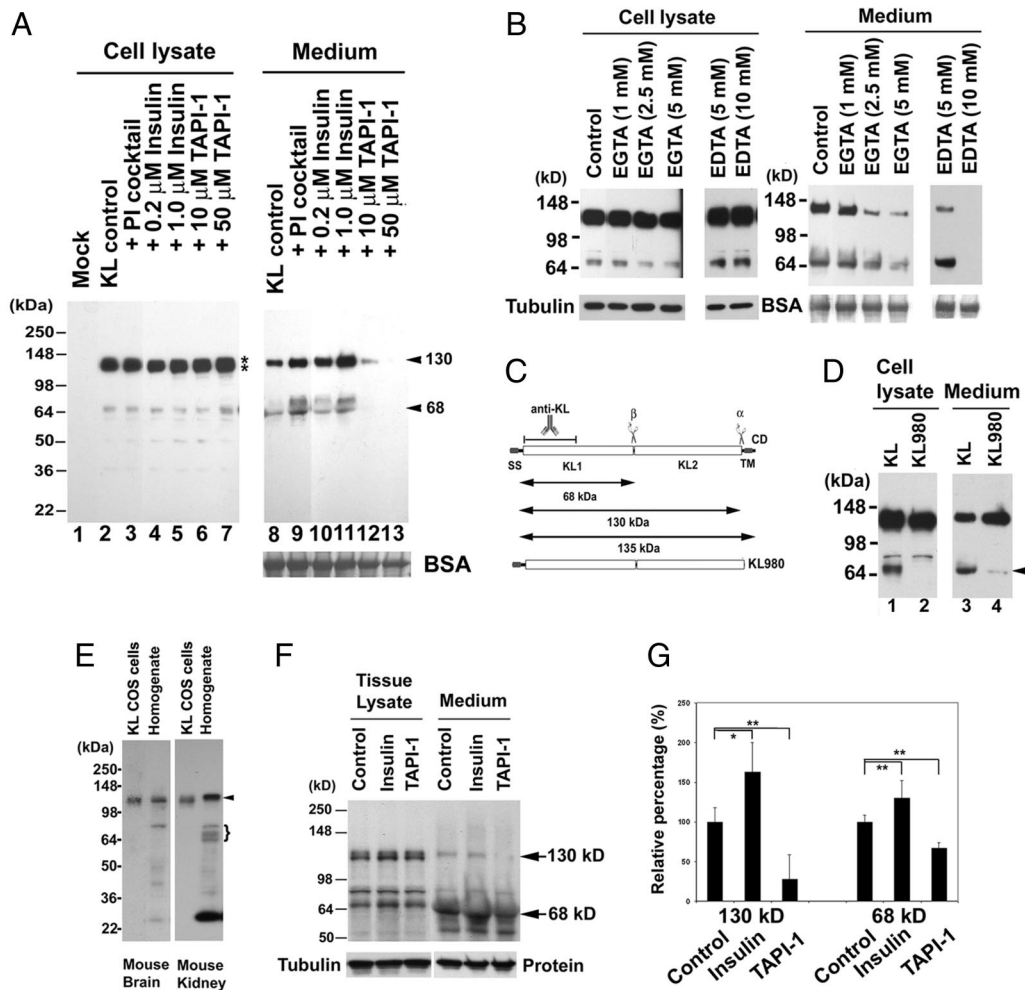 A
Cell lysate
Medium
Mock
KL control
+ PI cocktail
+ 0.2 µM Insulin
+ 1.0 µM Insulin
+ 10 µM TAPI-1
+ 50 µM TAPI-1
KL control
+ PI cocktail
+ 0.2 µM Insulin
+ 1.0 µM Insulin
+ 10 µM TAPI-1
+ 50 µM TAPI-1
(kDa)
250
148
98
64
50
36
22
*
*
130
68
1 2 3 4 5 6 7
8 9 10 11 12 13
BSA
B
Cell lysate
Medium
Control
EGTA (1 mM)
EGTA (2.5 mM)
EGTA (5 mM)
EDTA (5 mM)
EDTA (10 mM)
Control
EGTA (1 mM)
EGTA (2.5 mM)
EGTA (5 mM)
EDTA (5 mM)
EDTA (10 mM)
(kD)
148
98
64
Tubulin
(kD)
148
98
64
BSA
C
anti-KL
β
α
CD
SS
KL1
KL2
TM
68 kDa
130 kDa
135 kDa
KL980
D
Cell
lysate
Medium
KL
KL980
KL
KL980
148
98
64
1 2 3 4
E
KL COS cells
Homogenate
KL COS cells
Homogenate
(kDa)
250
148
98
64
36
22
}
Mouse
Brain
Mouse
Kidney
F
Tissue
Lysate
Medium
Control
Insulin
TAPI-1
Control
Insulin
TAPI-1
(kD)
250
148
98
64
50
130 kD
68 kD
Tubulin
Protein
G
Relative percentage (%)
250
200
150
100
50
0
**
*
**
**
130 kD
68 kD
Control
Insulin
TAPI-1
Control
Insulin
TAPI-1